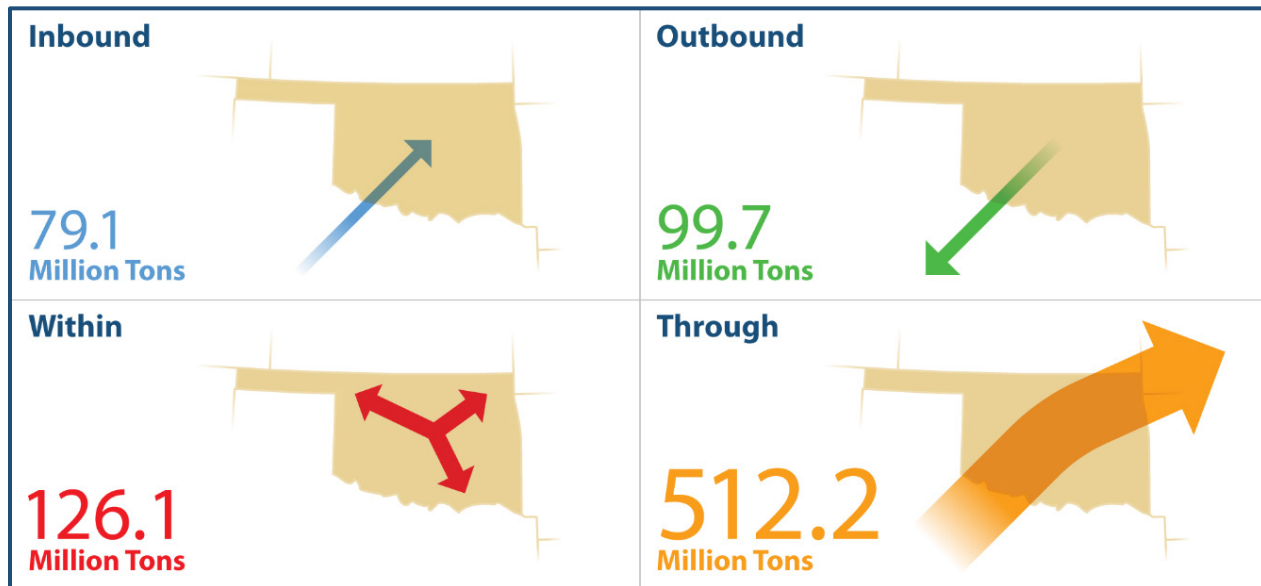 Inbound
79.1
Million Tons
Outbound
99.7
Million Tons
Within
126.1
Million Tons
Through
512.2
Million Tons